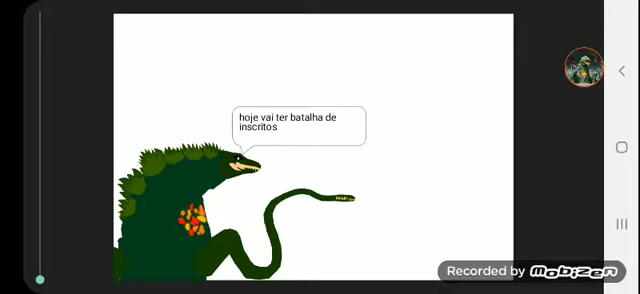 hoje vai ter batalha de
inscritos
Recorded by mobizen